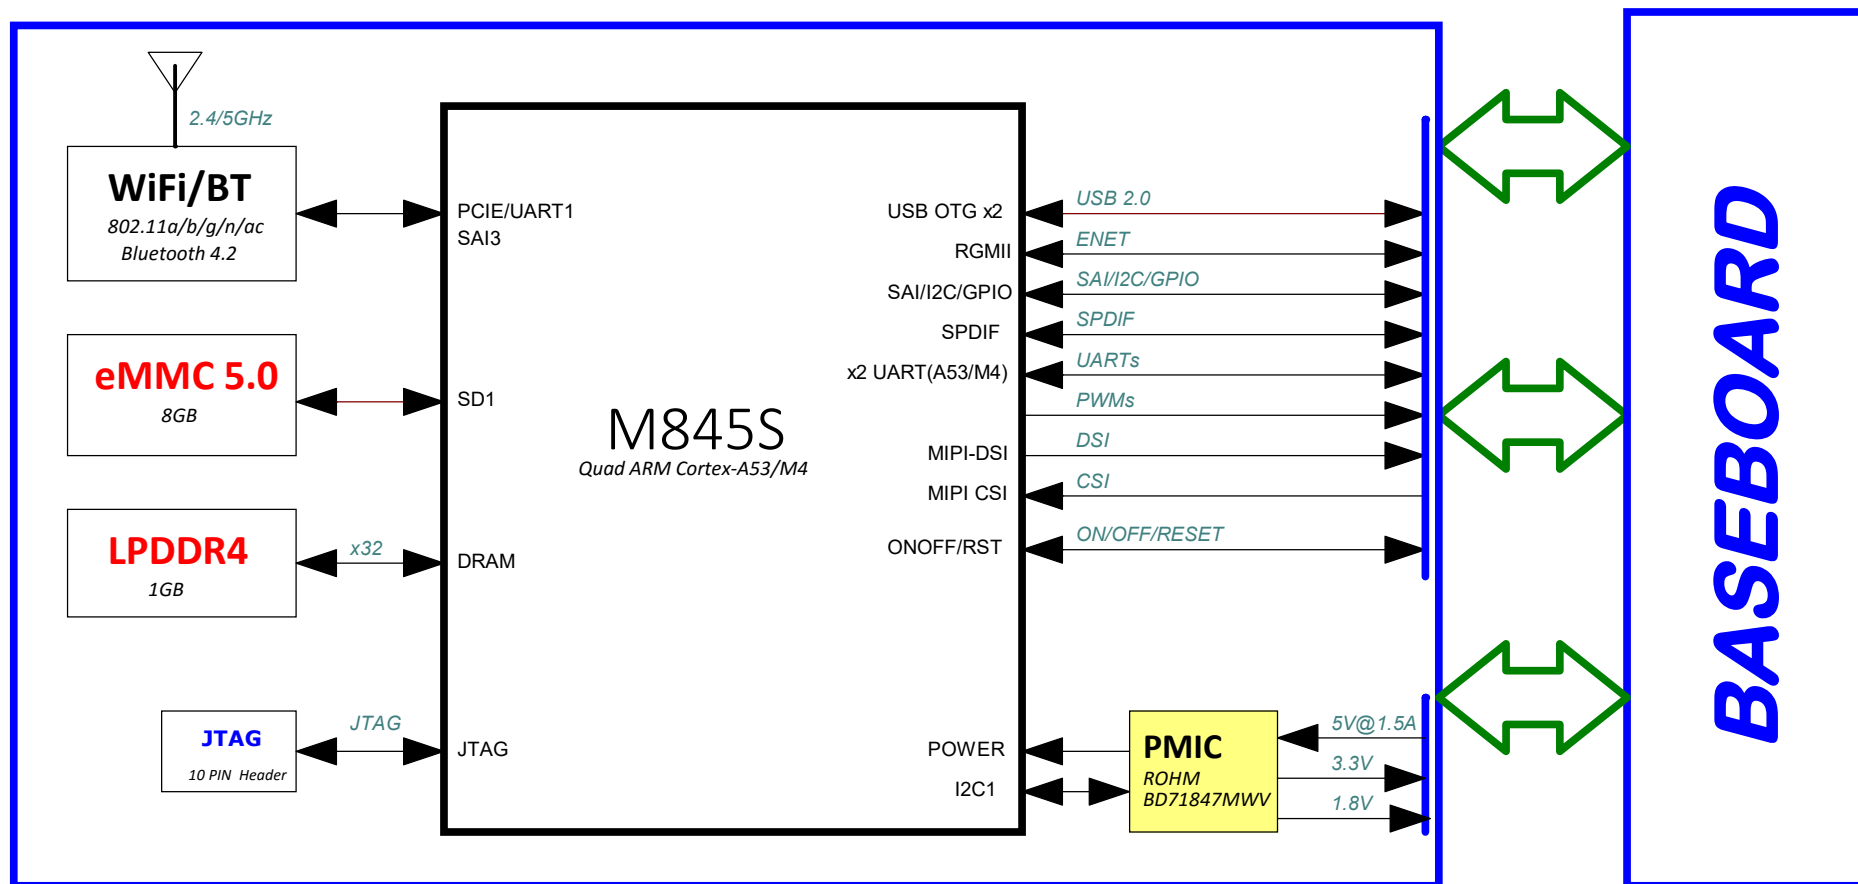 2.4/5GHz
WiFi/BT
802.11a/b/g/n/ac
Bluetooth 4.2
eMMC 5.0
8GB
LPDDR4
1GB
x32
JTAG
10 PIN Header
JTAG
PCIE/UART1
SAI3
SD1
DRAM
JTAG
M845S
Quad ARM Cortex-A53/M4
USB OTG x2
RGMII
SAI/I2C/GPIO
SPDIF
x2 UART(A53/M4)
MIPI-DSI
MIPI CSI
ONOFF/RST
POWER
I2C1
USB 2.0
ENET
SAI/I2C/GPIO
SPDIF
UARTs
PWMs
DSI
CSI
ON/OFF/RESET
PMIC
ROHM
BD71847MWV
5V@1.5A
3.3V
1.8V
BASEBOARD